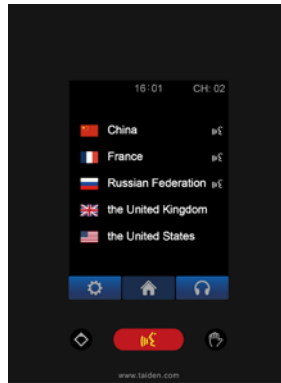 16:01 CH: 02
China
France
Russian Federation
the United Kingdom
the United States
www.taiden.com